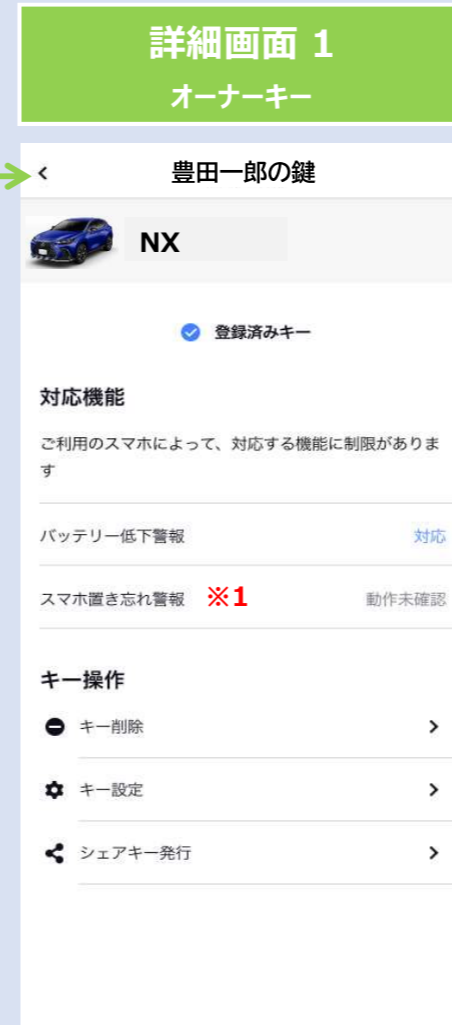 詳細画面 1
オーナーキー
豊田一郎の鍵
NX
登録済みキー
対応機能
ご利用のスマホによって、対応する機能に制限がありま
す
バッテリー低下警報 対応
スマホ置き忘れ警報 ※1 動作未確認
キー操作
キー削除
キー設定
シェアキー発行